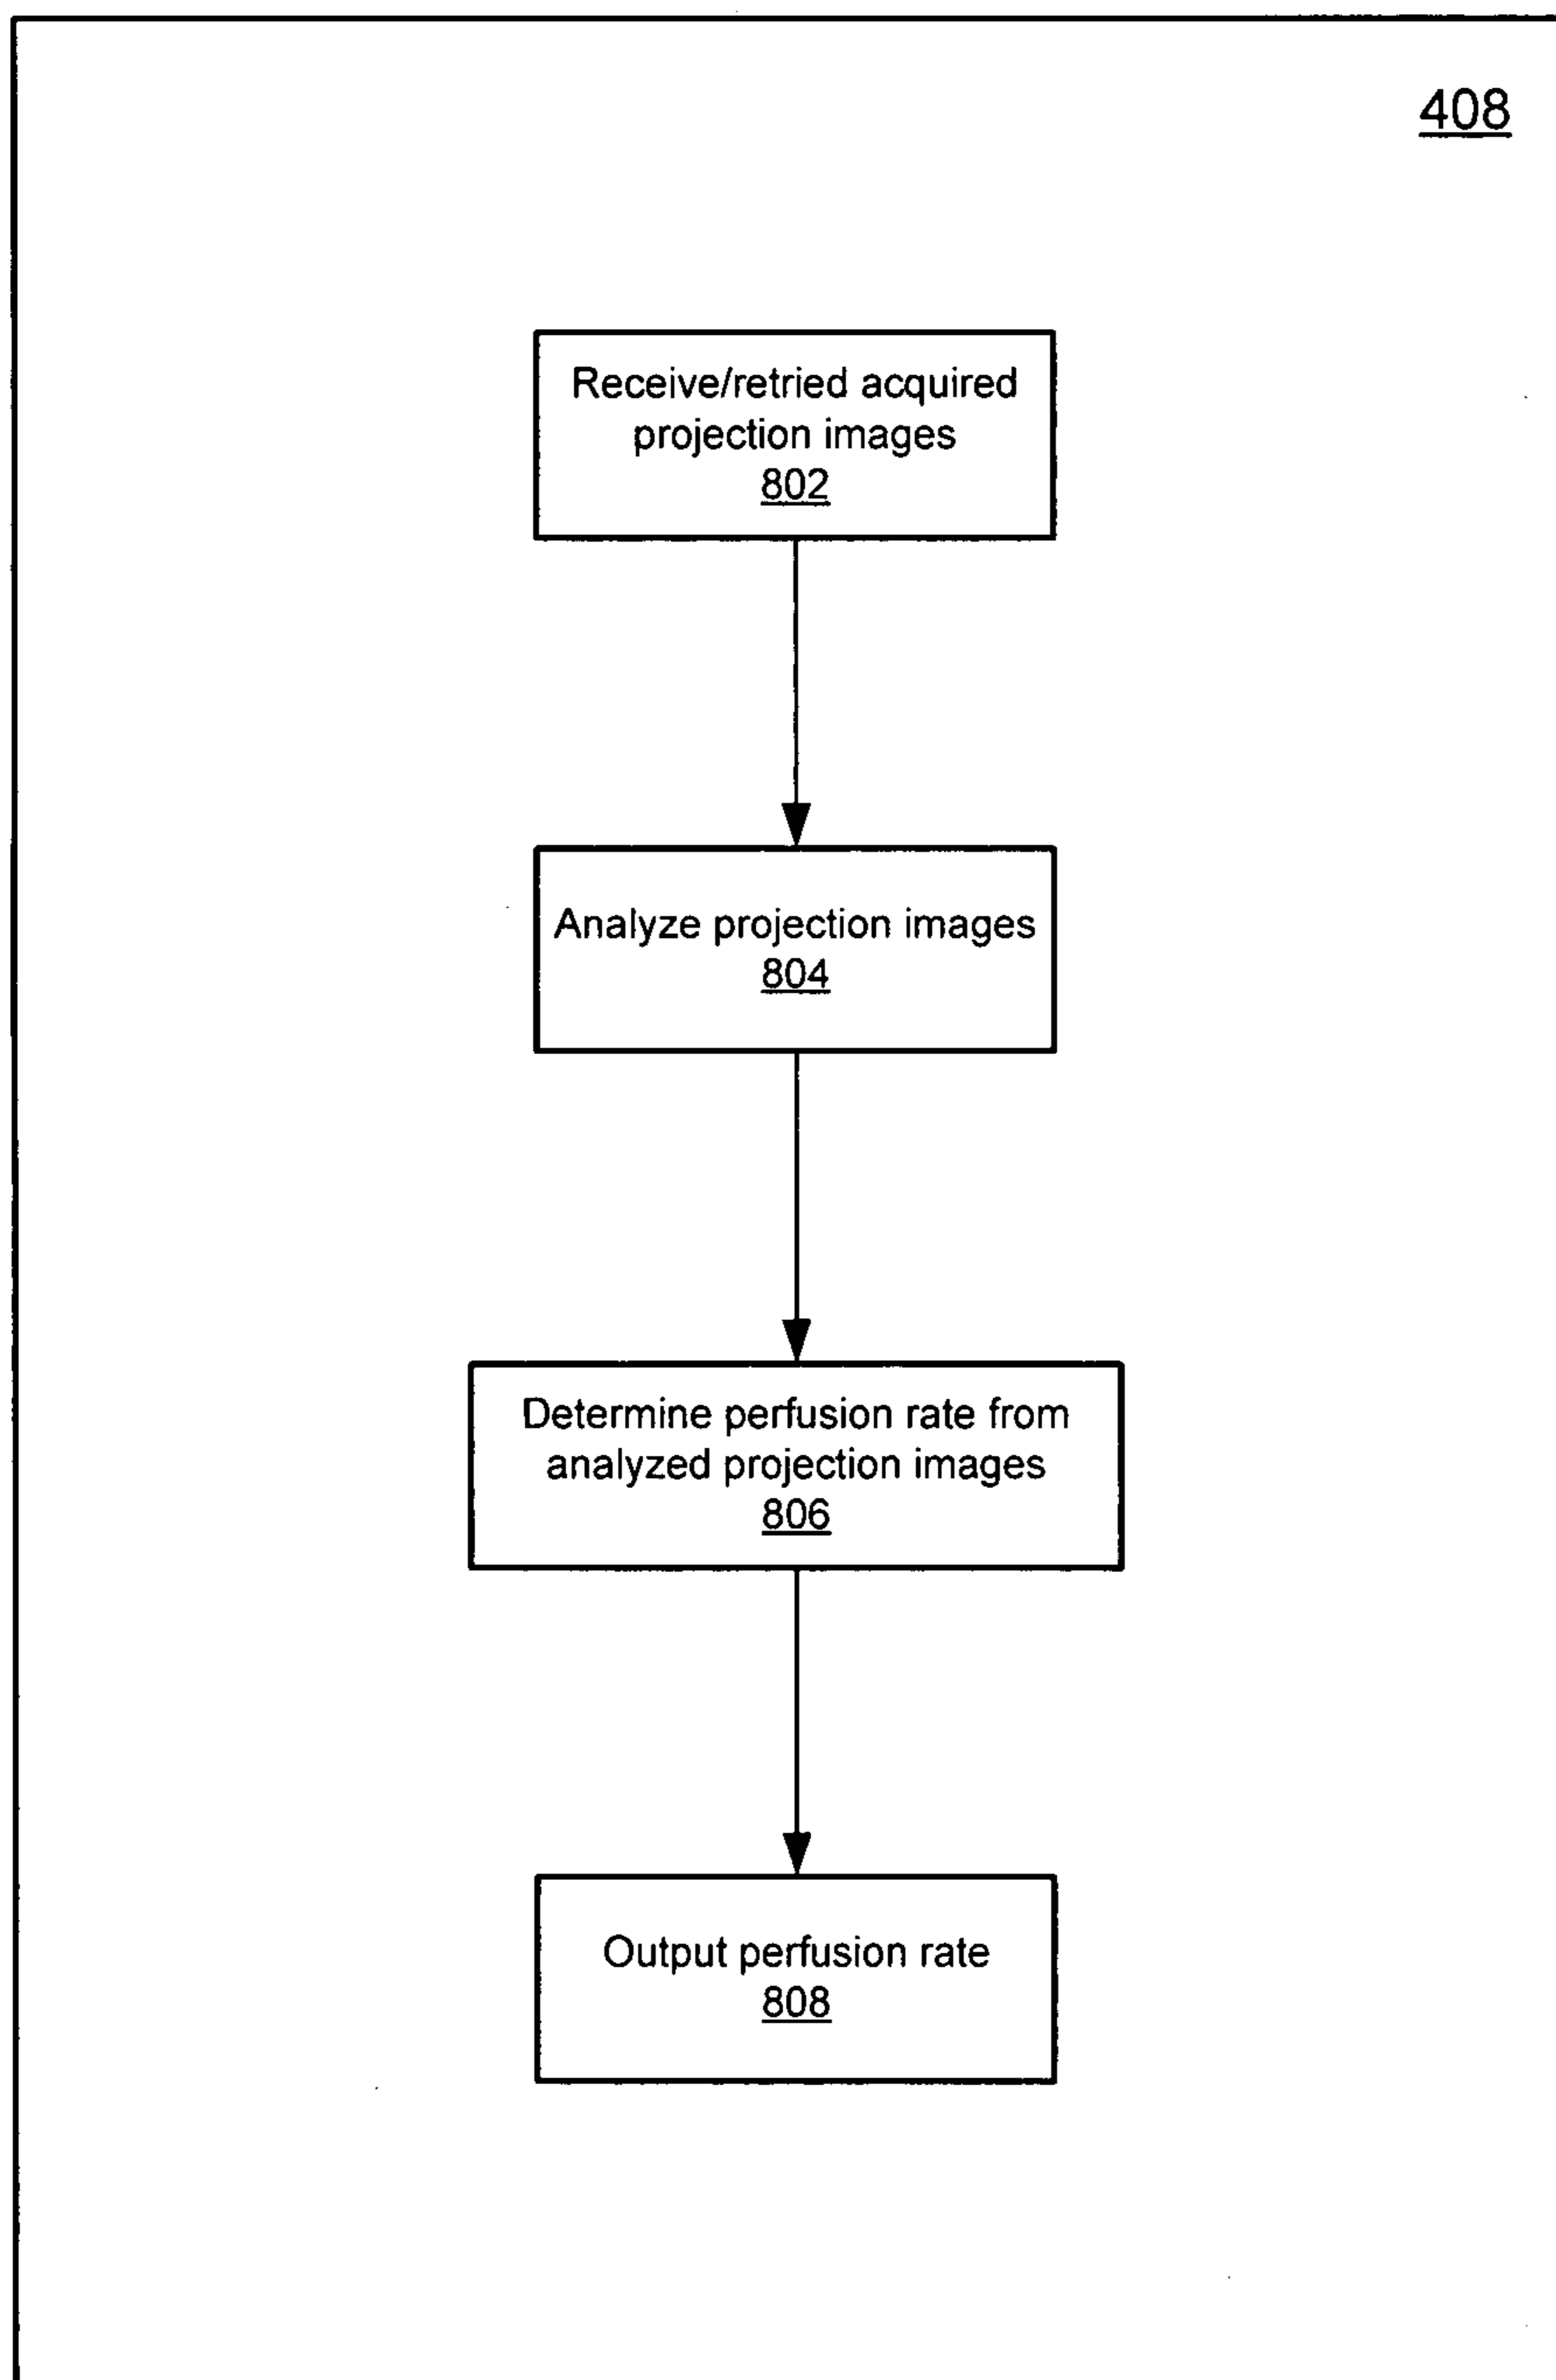 408
Receive/retried acquired
projection images
802
Analyze projection images
804
Determine perfusion rate from
analyzed projection images
806
Output perfusion rate
808